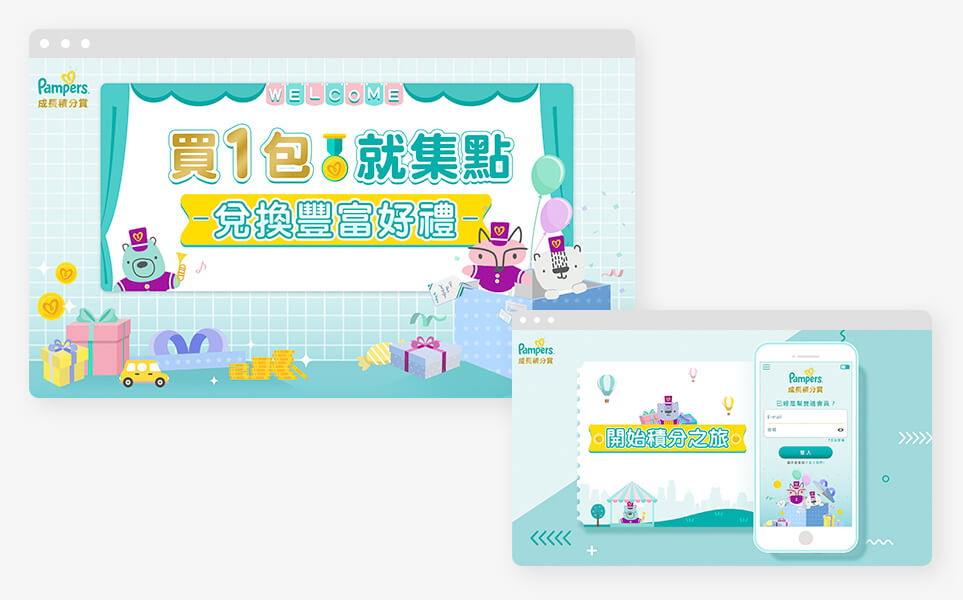 Pampers
成長積分賞
WELCOME
買1包就集點
兌換豐富好禮
Pampers
成長積分賞
開始積分之旅
Pampers
成長積分賞
已經是幫寶適會員？
E-mail
密碼
登入